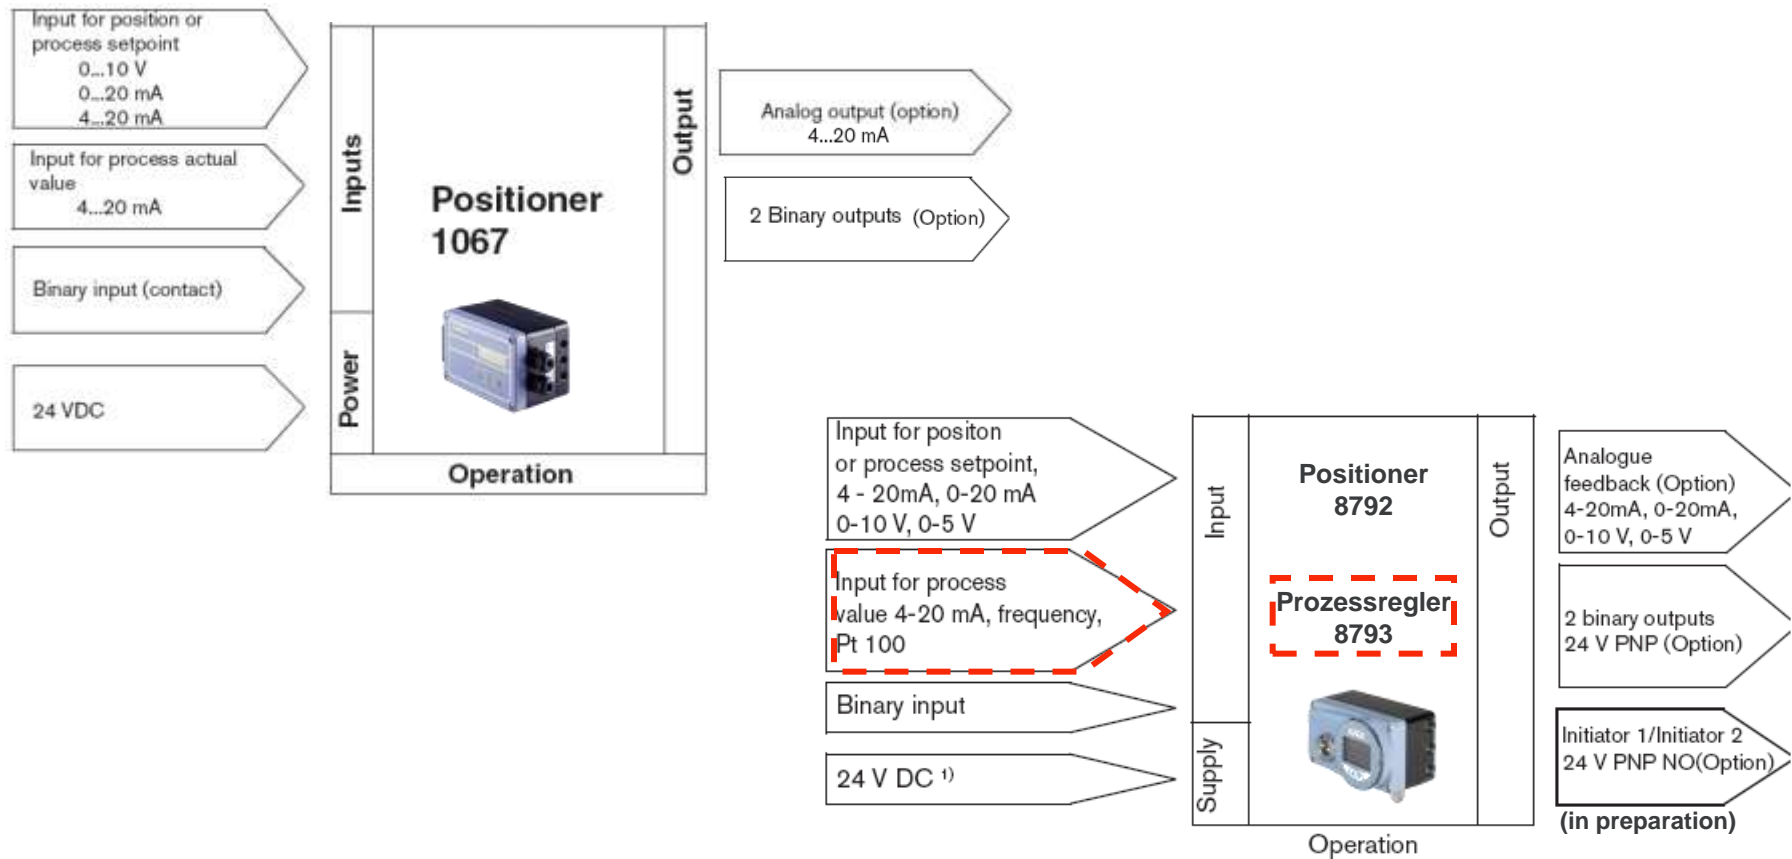 Input for position or
process setpoint
0...10 V
0...20 mA
4...20 mA
Input for process actual
value
4...20 mA
Binary input (contact)
24 VDC
Inputs
Power
Positioner
1067
Operation
Output
Analog output (option)
4...20 mA
2 Binary outputs (Option)
Input for positon
or process setpoint,
4 - 20mA, 0-20 mA
0-10 V, 0-5 V
Input for process
value 4-20 mA, frequency,
Pt 100
Binary input
24 V DC ¹⁾
Input
Supply
Positioner
8792
Prozessregler
8793
Operation
Output
Analogue
feedback (Option)
4-20mA, 0-20mA,
0-10 V, 0-5 V
2 binary outputs
24 V PNP (Option)
Initiator 1/Initiator 2
24 V PNP NO(Option)
(in preparation)